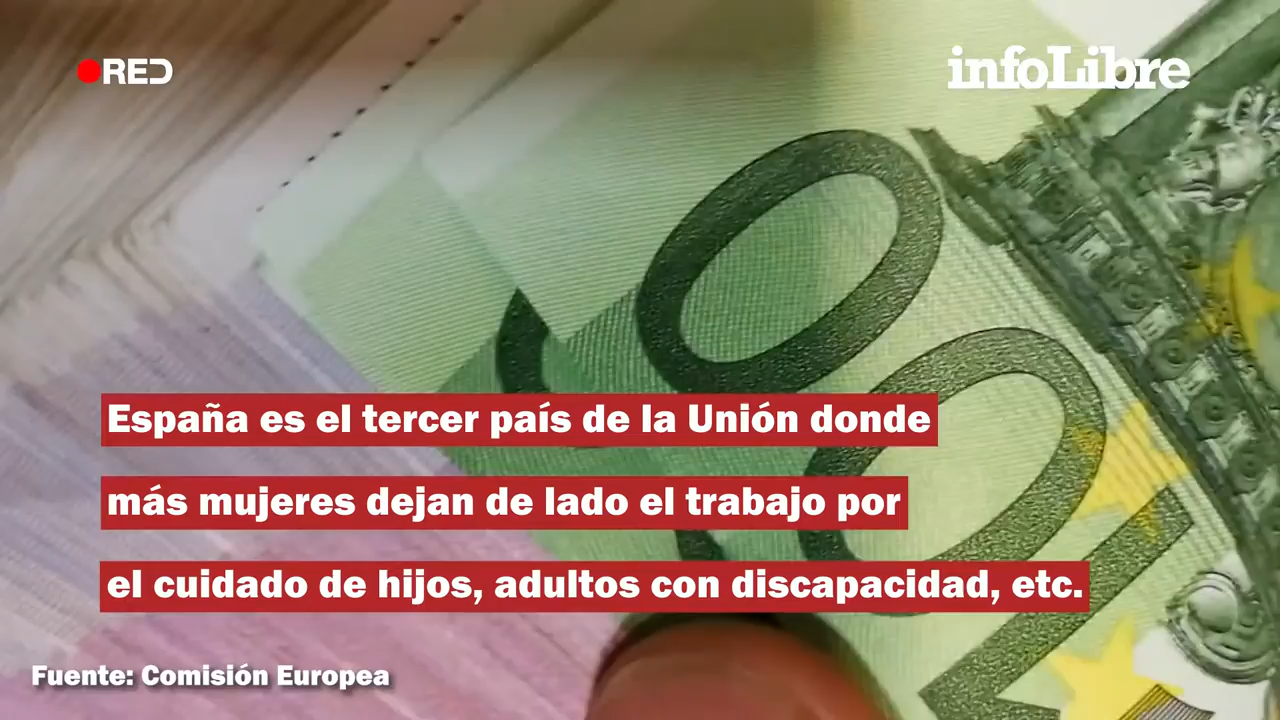 RED
infoLibre
100
España es el tercer país de la Unión donde
más mujeres dejan de lado el trabajo por
el cuidado de hijos, adultos con discapacidad, etc.
Fuente: Comisión Europea